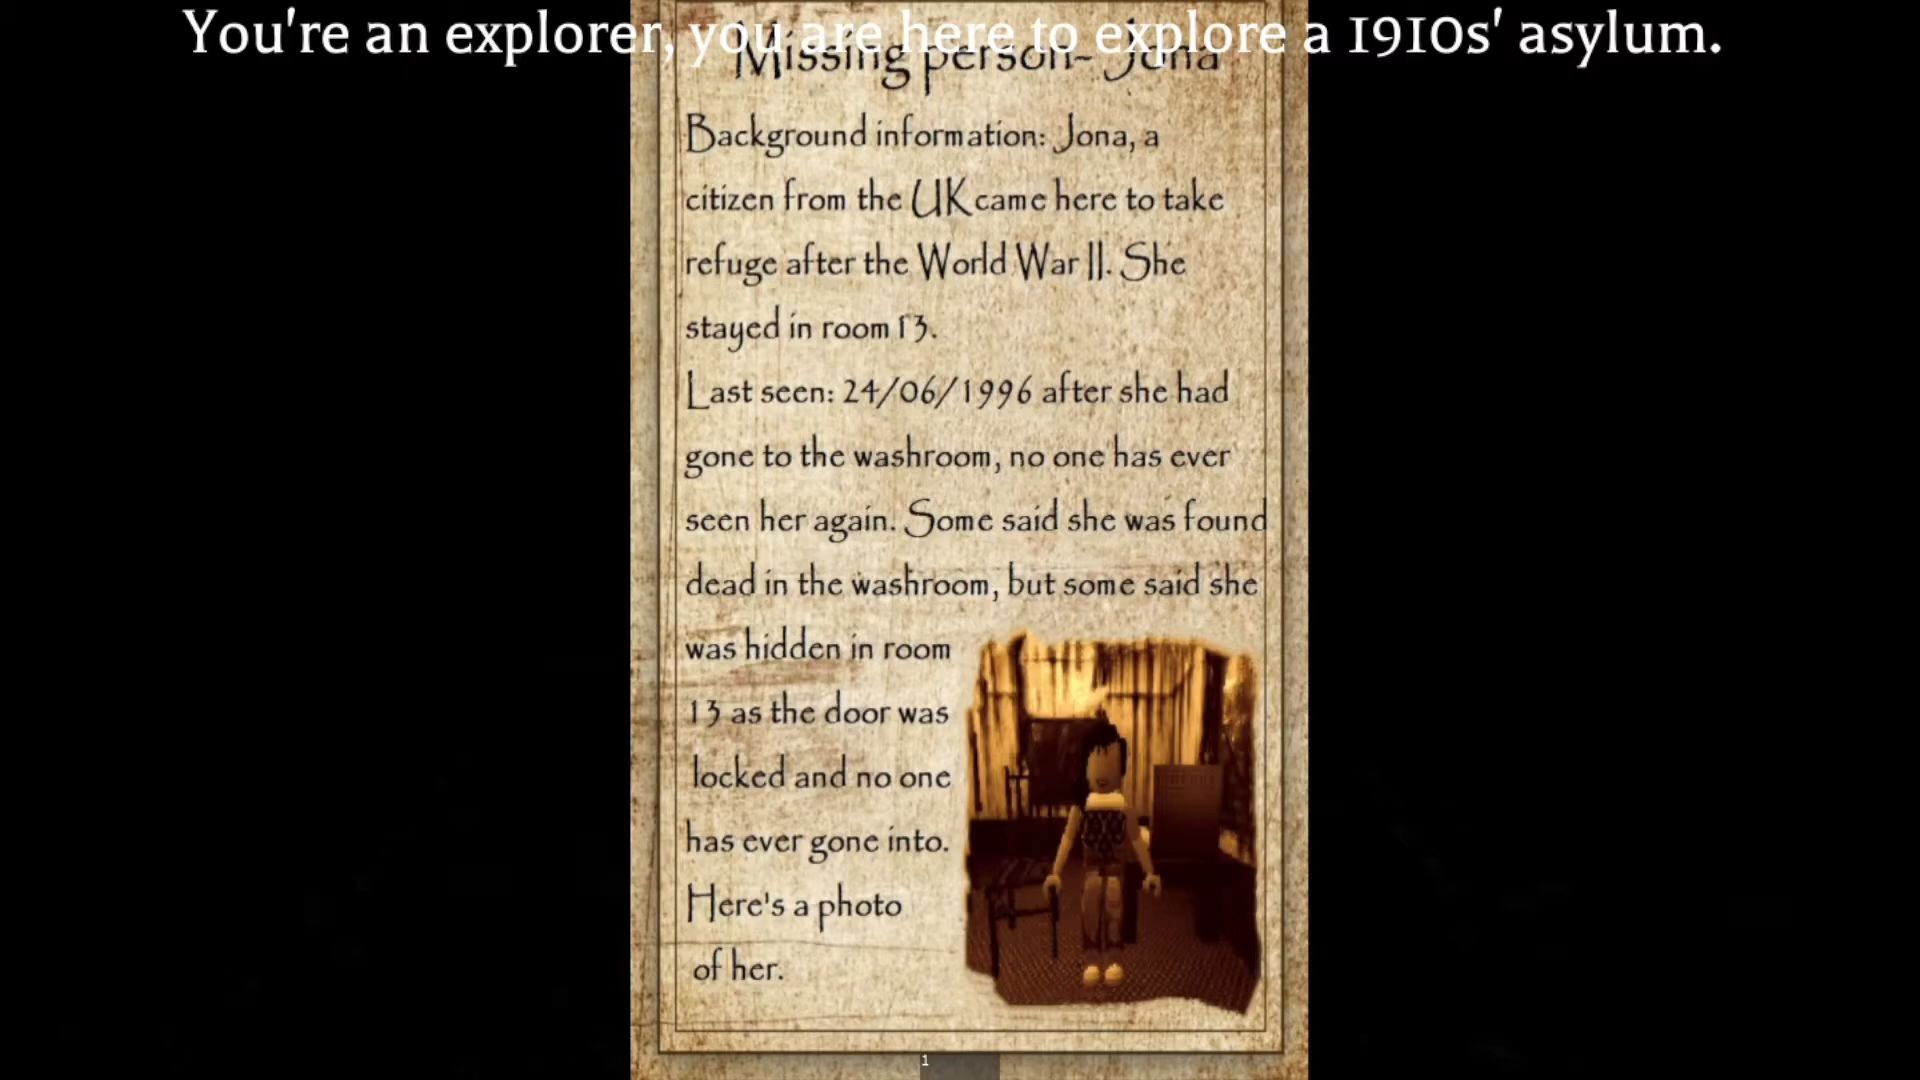 You're an explorer, you are here to explore a 1910s' asylum.
Missing person- Jona
Background information: Jona, a
citizen from the UK came here to take
refuge after the World War II. She
stayed in room 13.
Last seen: 24/06/1996 after she had
gone to the washroom, no one has ever
seen her again. Some said she was found
dead in the washroom, but some said she
was hidden in room
13 as the door was
locked and no one
has ever gone into.
Here's a photo
of her.
1